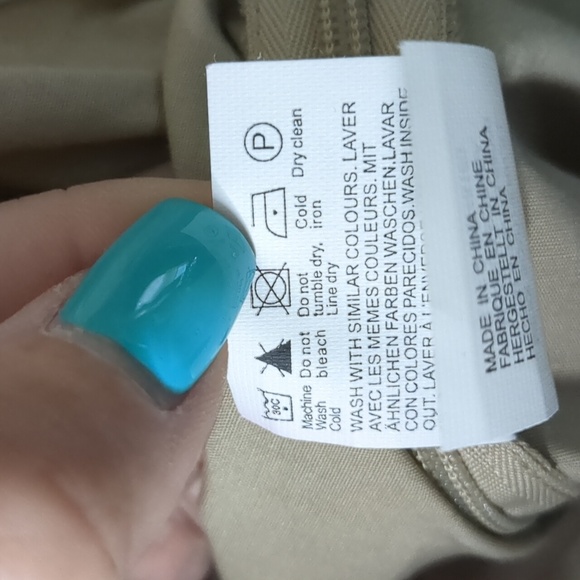 30C
Machine
Wash
Cold
Do not
bleach
Do not
tumble dry,
Line dry
Cold
iron
P
Dry clean
WASH WITH SIMILAR COLOURS. LAVER
AVEC LES MEMES COULEURS. MIT
ÄHNLICHEN FARBEN WASCHEN.LAVAR
CON COLORES PARECIDOS.WASH INSIDE
OUT. LAVER À L'ENVERS
MADE IN CHINA
FABRIQUE EN CHINE
HERGESTELLT IN CHINA
HECHO EN CHINA